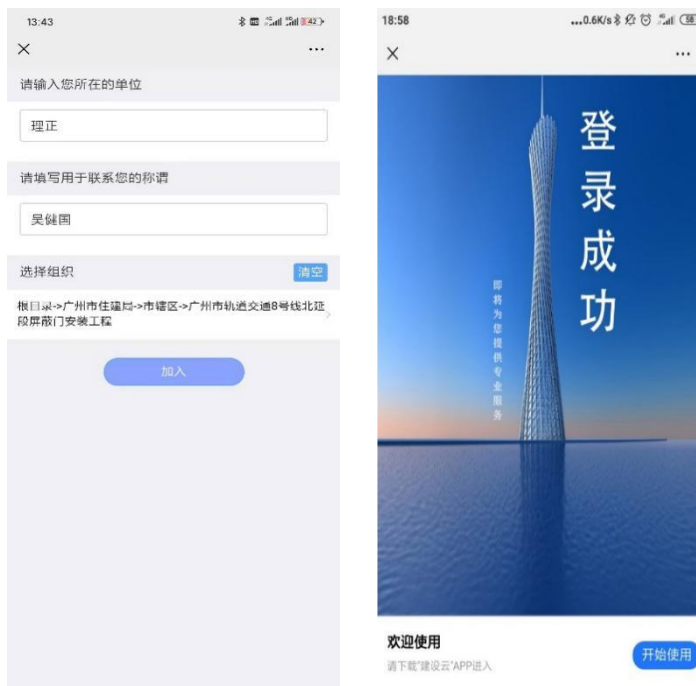 13:43
42
请输入您所在的单位
理正
请填写用于联系您的称谓
吴健国
选择组织
清空
根目录->广州市住建局->市辖区->广州市轨道交通8号线北延
段屏蔽门安装工程
加入
18:58
...0.6K/s
58
登录成功
即将为您提供专业服务
欢迎使用
请下载"建设云"APP进入
开始使用